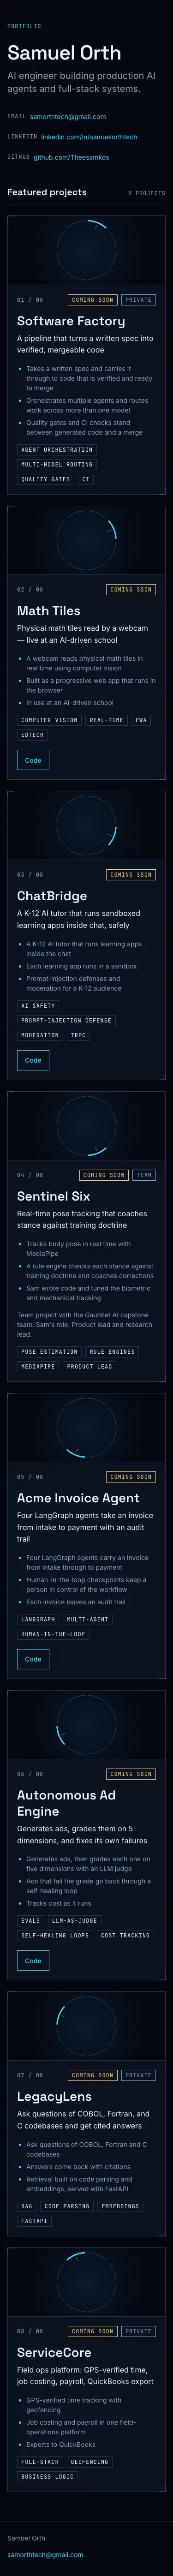 PORTFOLIO
Samuel Orth
AI engineer building production AI
agents and full-stack systems.
EMAIL samorthtech@gmail.com
LINKEDIN linkedin.com/in/samuelorthtech
GITHUB github.com/Theesamkos
Featured projects 8 PROJECTS
01 / 08 COMING SOON PRIVATE
Software Factory
A pipeline that turns a written spec into
verified, mergeable code
Takes a written spec and carries it
through to code that is verified and ready
to merge
Orchestrates multiple agents and routes
work across more than one model
Quality gates and CI checks stand
between generated code and a merge
AGENT ORCHESTRATION
MULTI-MODEL ROUTING
QUALITY GATES CI
02 / 08 COMING SOON
Math Tiles
Physical math tiles read by a webcam
— live at an AI-driven school
A webcam reads physical math tiles in
real time using computer vision
Built as a progressive web app that runs in
the browser
In use at an AI-driven school
COMPUTER VISION REAL-TIME PWA
EDTECH
Code
03 / 08 COMING SOON
ChatBridge
A K-12 AI tutor that runs sandboxed
learning apps inside chat, safely
A K-12 AI tutor that runs learning apps
inside the chat
Each learning app runs in a sandbox
Prompt-injection defenses and
moderation for a K-12 audience
AI SAFETY
PROMPT-INJECTION DEFENSE
MODERATION TRPC
Code
04 / 08 COMING SOON TEAM
Sentinel Six
Real-time pose tracking that coaches
stance against training doctrine
Tracks body pose in real time with
MediaPipe
A rule engine checks each stance against
training doctrine and coaches corrections
Sam wrote code and tuned the biometric
and mechanical tracking
Team project with the Gauntlet AI capstone
team. Sam's role: Product lead and research
lead.
POSE ESTIMATION RULE ENGINES
MEDIAPIPE PRODUCT LEAD
05 / 08 COMING SOON
Acme Invoice Agent
Four LangGraph agents take an invoice
from intake to payment with an audit
trail
Four LangGraph agents carry an invoice
from intake through to payment
Human-in-the-loop checkpoints keep a
person in control of the workflow
Each invoice leaves an audit trail
LANGGRAPH MULTI-AGENT
HUMAN-IN-THE-LOOP
Code
06 / 08 COMING SOON
Autonomous Ad
Engine
Generates ads, grades them on 5
dimensions, and fixes its own failures
Generates ads, then grades each one on
five dimensions with an LLM judge
Ads that fail the grade go back through a
self-healing loop
Tracks cost as it runs
EVALS LLM-AS-JUDGE
SELF-HEALING LOOPS COST TRACKING
Code
07 / 08 COMING SOON PRIVATE
LegacyLens
Ask questions of COBOL, Fortran, and
C codebases and get cited answers
Ask questions of COBOL, Fortran and C
codebases
Answers come back with citations
Retrieval built on code parsing and
embeddings, served with FastAPI
RAG CODE PARSING EMBEDDINGS
FASTAPI
08 / 08 COMING SOON PRIVATE
ServiceCore
Field ops platform: GPS-verified time,
job costing, payroll, QuickBooks export
GPS-verified time tracking with
geofencing
Job costing and payroll in one field-
operations platform
Exports to QuickBooks
FULL-STACK GEOFENCING
BUSINESS LOGIC
Samuel Orth
samorthtech@gmail.com